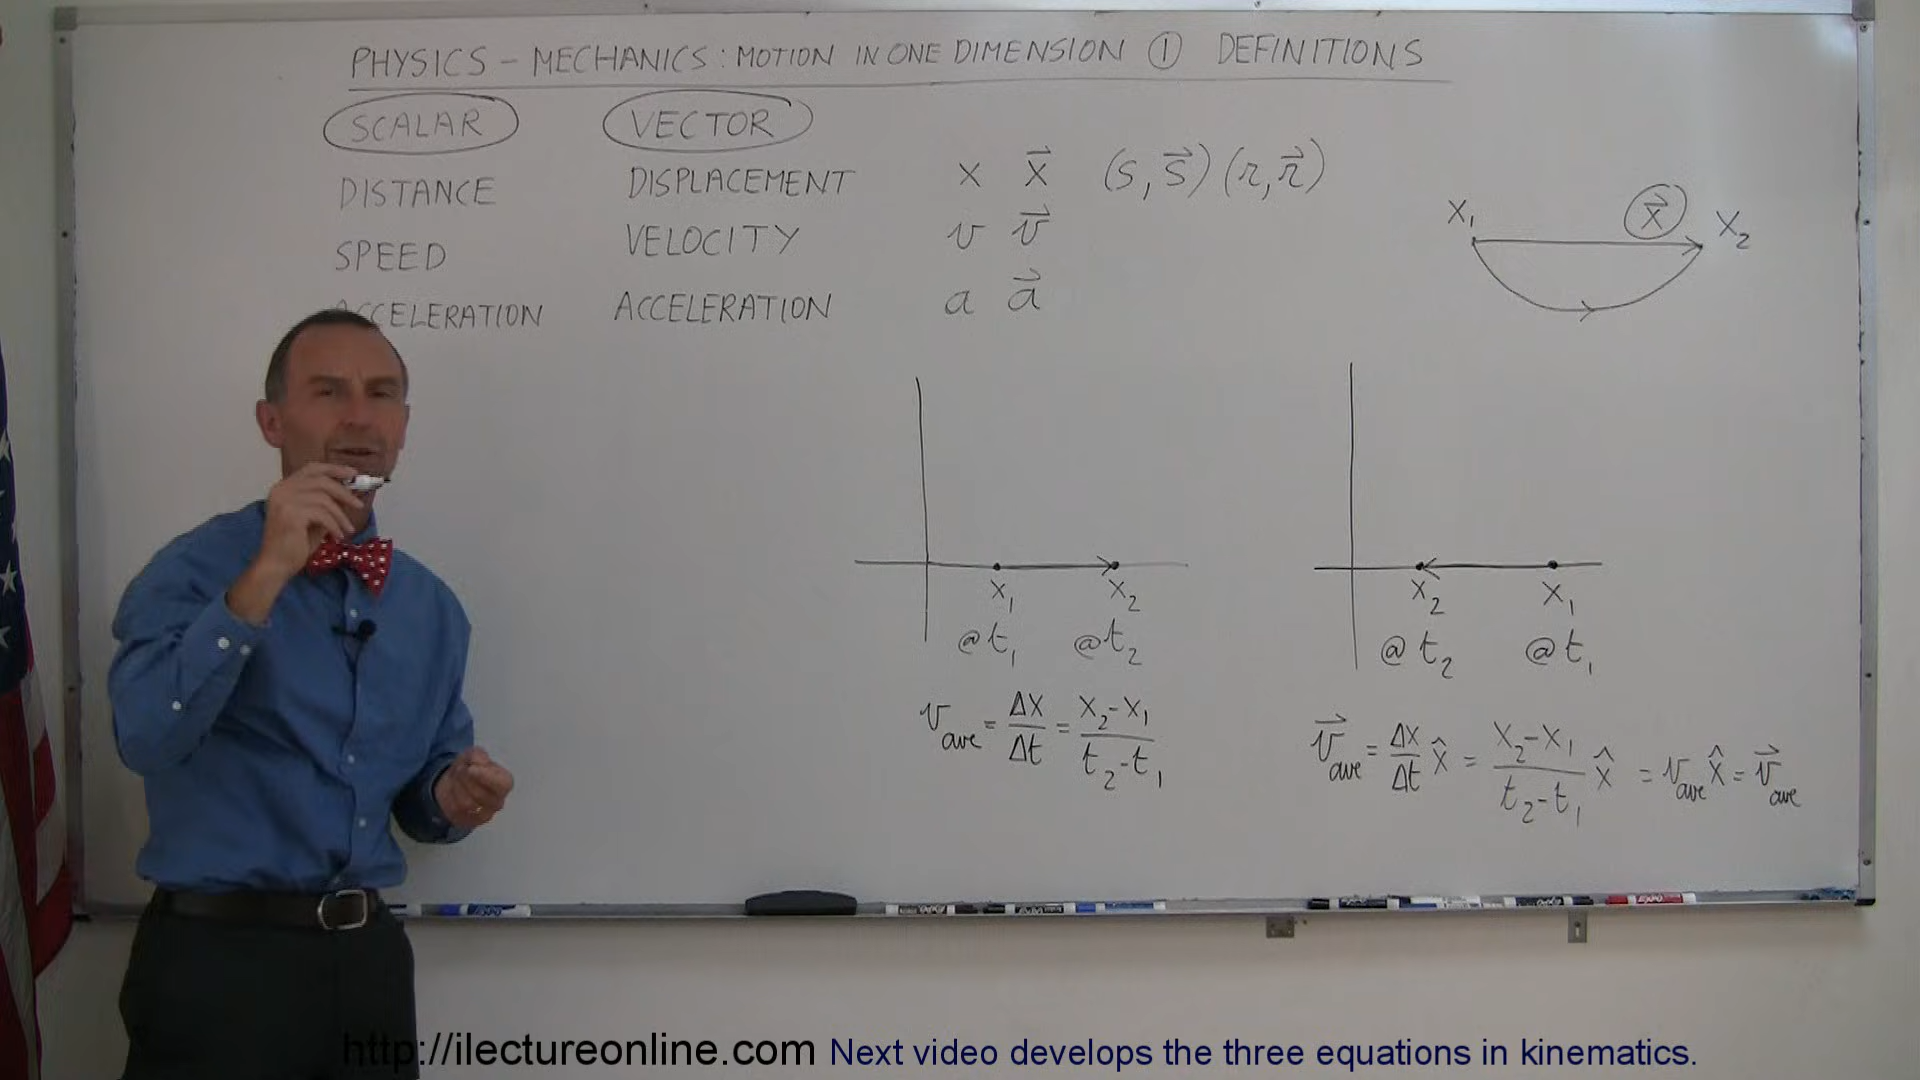 PHYSICS - MECHANICS: MOTION IN ONE DIMENSION ① DEFINITIONS
SCALAR VECTOR
DISTANCE DISPLACEMENT x x⃗ (s, s⃗) (r, r⃗)
SPEED VELOCITY v v⃗
ACCELERATION ACCELERATION a a⃗
x₁ x⃗ x₂
x₁ x₂
@t₁ @t₂
v_ave = Δx/Δt = (x₂-x₁)/(t₂-t₁)
x₂ x₁
@t₂ @t₁
v⃗_ave = Δx/Δt x̂ = (x₂-x₁)/(t₂-t₁) x̂ = v_ave x̂ = v⃗_ave
EXPO
http://ilectureonline.com Next video develops the three equations in kinematics.